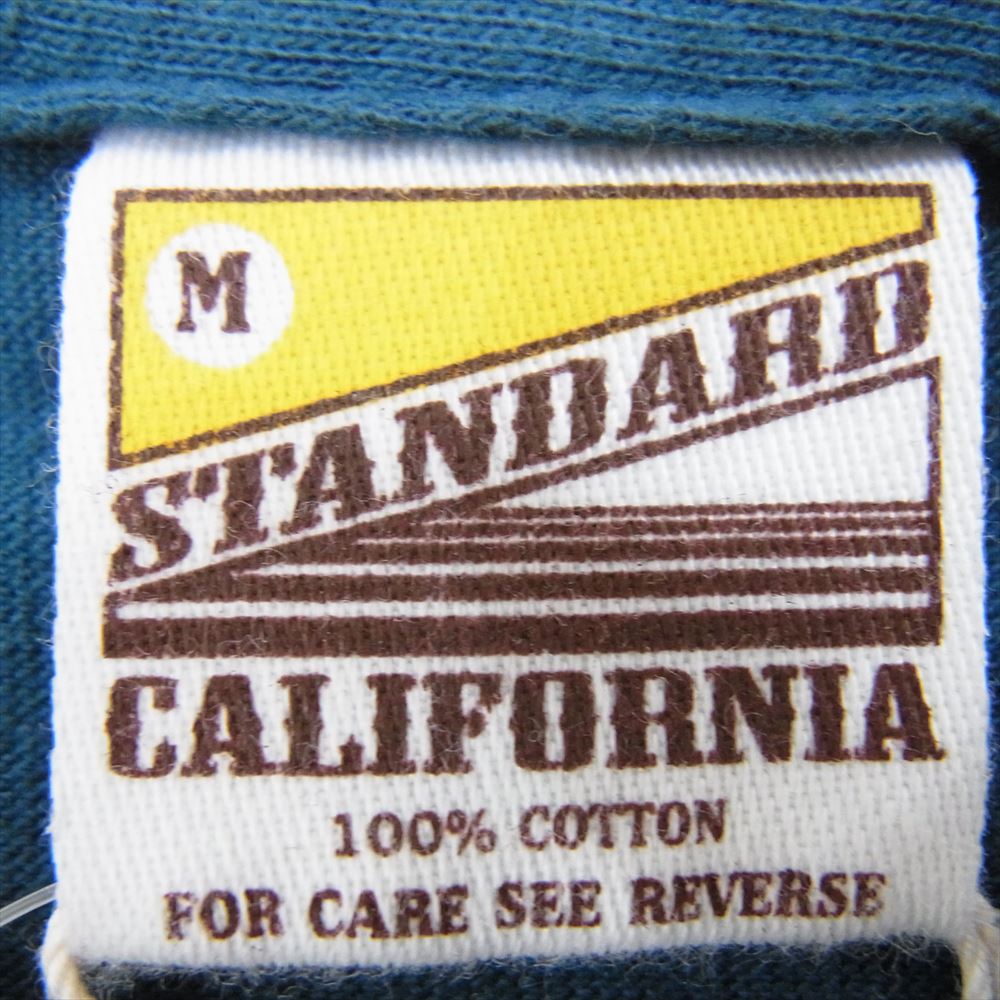 M
STANDARD
CALIFORNIA
100% COTTON
FOR CARE SEE REVERSE